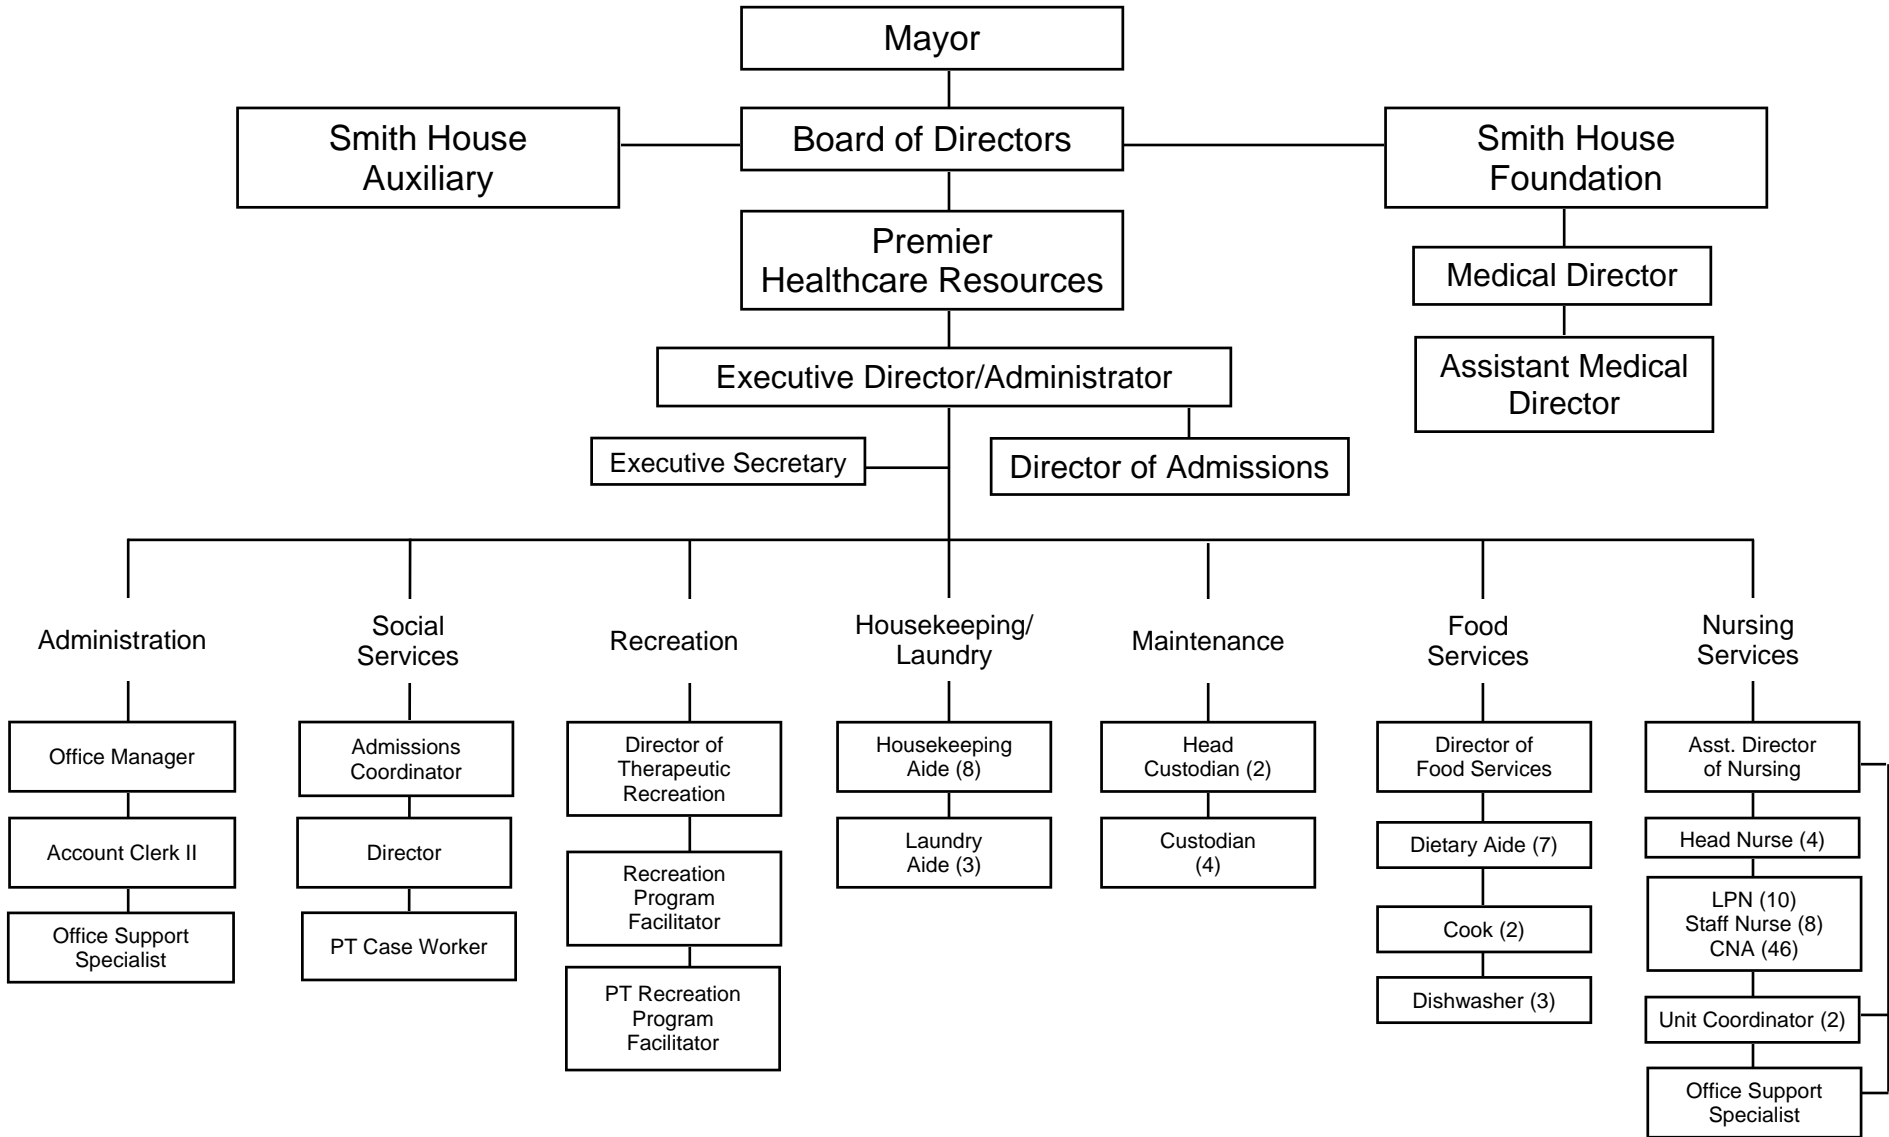 Mayor
Smith House
Auxiliary
Board of Directors
Smith House
Foundation
Premier
Healthcare Resources
Medical Director
Executive Director/Administrator
Assistant Medical
Director
Executive Secretary
Director of Admissions
Administration
Social
Services
Recreation
Housekeeping/
Laundry
Maintenance
Food
Services
Nursing
Services
Office Manager
Account Clerk II
Office Support
Specialist
Admissions
Coordinator
Director
PT Case Worker
Director of
Therapeutic
Recreation
Recreation
Program
Facilitator
PT Recreation
Program
Facilitator
Housekeeping
Aide (8)
Laundry
Aide (3)
Head
Custodian (2)
Custodian
(4)
Director of
Food Services
Dietary Aide (7)
Cook (2)
Dishwasher (3)
Asst. Director
of Nursing
Head Nurse (4)
LPN (10)
Staff Nurse (8)
CNA (46)
Unit Coordinator (2)
Office Support
Specialist